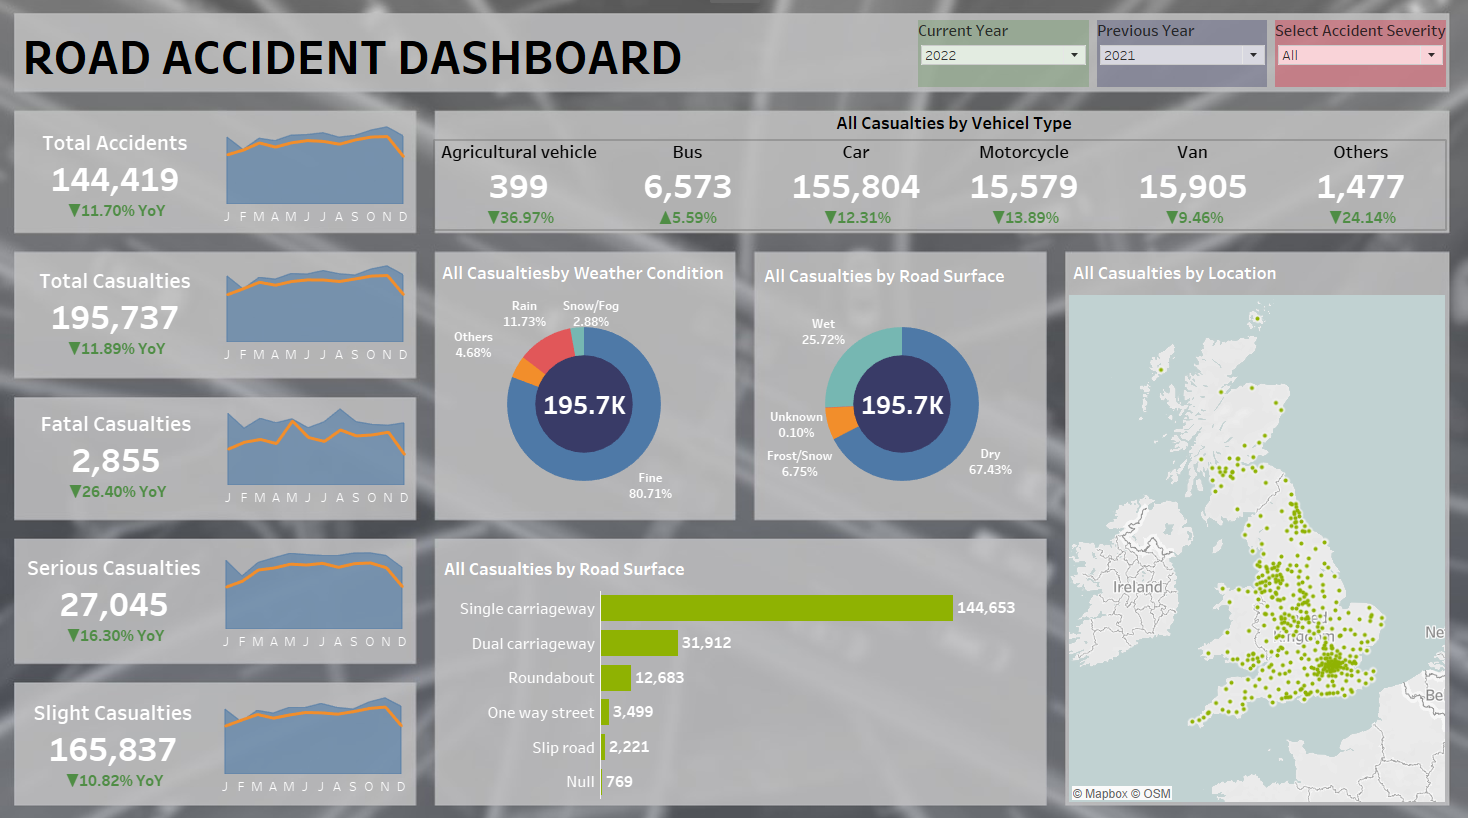 ROAD ACCIDENT DASHBOARD
Current Year
2022
Previous Year
2021
Select Accident Severity
All
Total Accidents
144,419
▼11.70% YoY
J F M A M J J A S O N D
All Casualties by Vehicel Type
Agricultural vehicle
399
▼36.97%
Bus
6,573
▲5.59%
Car
155,804
▼12.31%
Motorcycle
15,579
▼13.89%
Van
15,905
▼9.46%
Others
1,477
▼24.14%
Total Casualties
195,737
▼11.89% YoY
J F M A M J J A S O N D
Fatal Casualties
2,855
▼26.40% YoY
J F M A M J J A S O N D
Serious Casualties
27,045
▼16.30% YoY
J F M A M J J A S O N D
Slight Casualties
165,837
▼10.82% YoY
J F M A M J J A S O N D
All Casualtiesby Weather Condition
Rain
11.73%
Snow/Fog
2.88%
Others
4.68%
195.7K
Fine
80.71%
All Casualties by Road Surface
Wet
25.72%
195.7K
Unknown
0.10%
Frost/Snow
6.75%
Dry
67.43%
All Casualties by Road Surface
Single carriageway 144,653
Dual carriageway 31,912
Roundabout 12,683
One way street 3,499
Slip road 2,221
Null 769
All Casualties by Location
Ireland
Ne
Be
© Mapbox © OSM